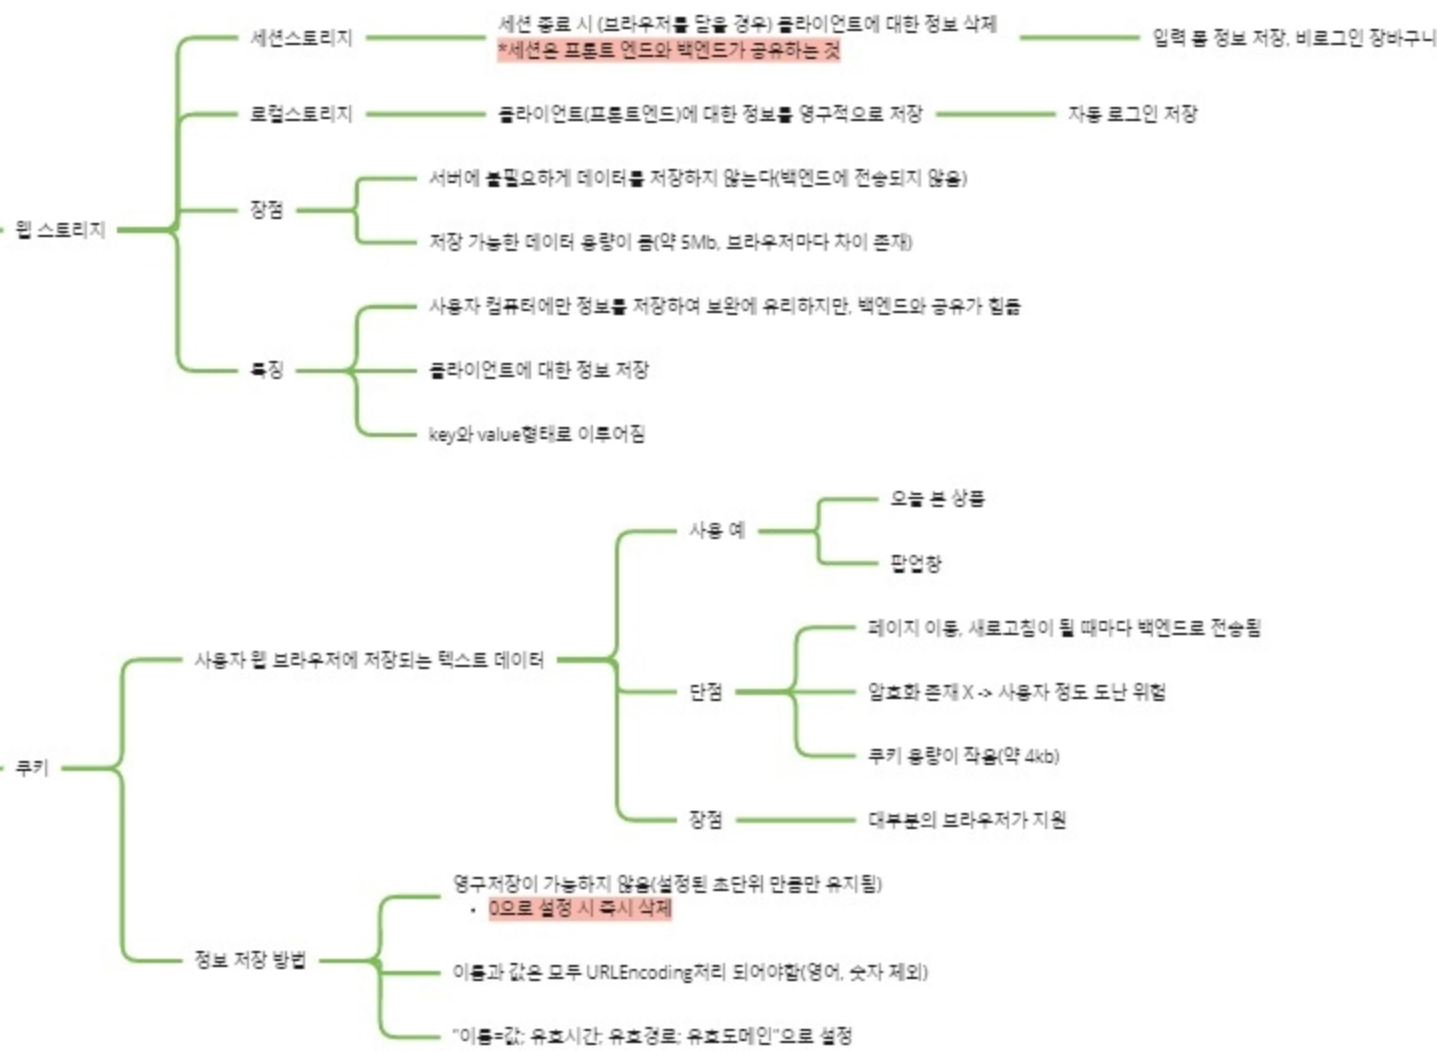 세션스토리지
세션 종료 시 (브라우저를 닫을 경우) 클라이언트에 대한 정보 삭제
*세션은 프론트 엔드와 백엔드가 공유하는 것
입력 폼 정보 저장, 비로그인 장바구니
로컬스토리지
클라이언트(프론트엔드)에 대한 정보를 영구적으로 저장
자동 로그인 저장
웹 스토리지
장점
서버에 불필요하게 데이터를 저장하지 않는다(백엔드에 전송되지 않음)
저장 가능한 데이터 용량이 큼(약 5Mb, 브라우저마다 차이 존재)
특징
사용자 컴퓨터에만 정보를 저장하여 보완에 유리하지만, 백엔드와 공유가 힘듦
클라이언트에 대한 정보 저장
key와 value형태로 이루어짐
쿠키
사용자 웹 브라우저에 저장되는 텍스트 데이터
사용 예
오늘 본 상품
팝업창
단점
페이지 이동, 새로고침이 될 때마다 백엔드로 전송됨
암호화 존재 X -> 사용자 정도 도난 위험
쿠키 용량이 작음(약 4kb)
장점
대부분의 브라우저가 지원
정보 저장 방법
영구저장이 가능하지 않음(설정된 초단위 만큼만 유지됨)
• 0으로 설정 시 즉시 삭제
이름과 값은 모두 URLEncoding처리 되어야함(영어, 숫자 제외)
"이름=값; 유효시간; 유효경로; 유효도메인"으로 설정